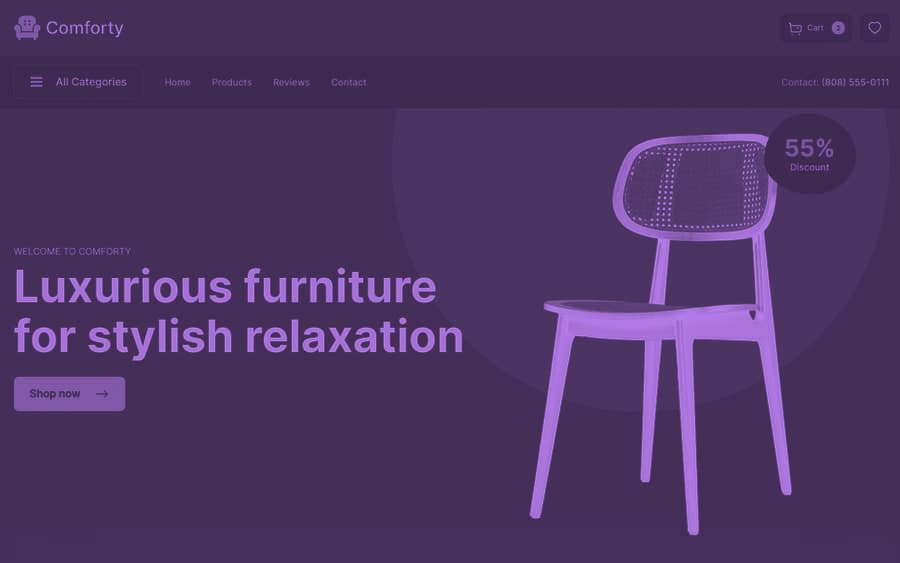 Comforty
Cart 2
All Categories
Home
Products
Reviews
Contact
Contact: (808) 555-0111
55%
Discount
WELCOME TO COMFORTY
Luxurious furniture
for stylish relaxation
Shop now